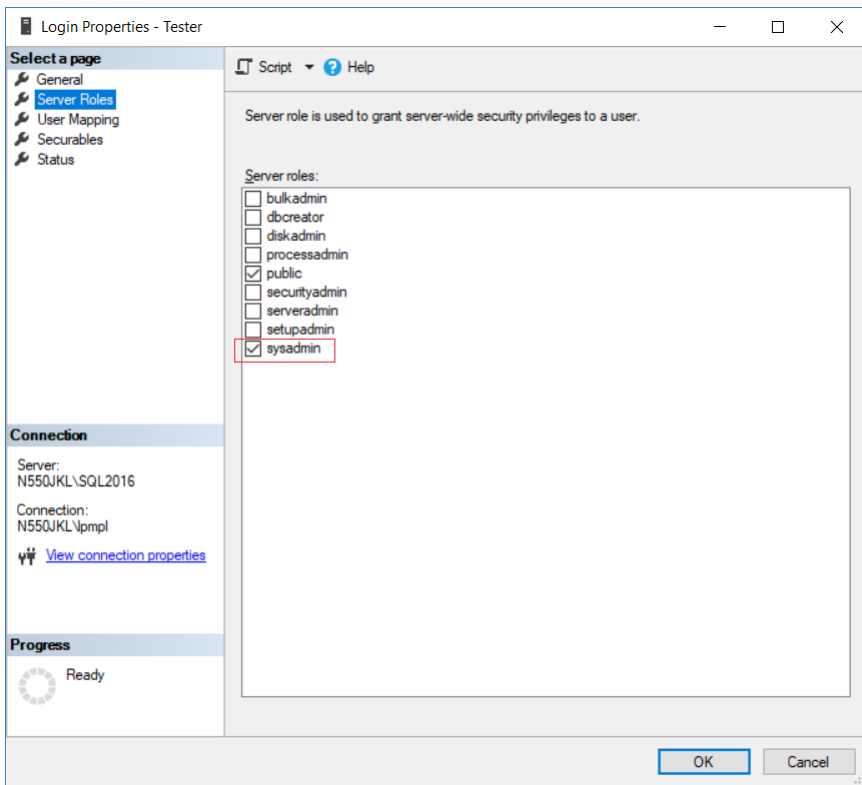 Login Properties - Tester
Select a page
General
Server Roles
User Mapping
Securables
Status
Script
Help
Server role is used to grant server-wide security privileges to a user.
Server roles:
bulkadmin
dbcreator
diskadmin
processadmin
public
securityadmin
serveradmin
setupadmin
sysadmin
Connection
Server:
N550JKL\SQL2016
Connection:
N550JKL\lpmpl
View connection properties
Progress
Ready
OK
Cancel